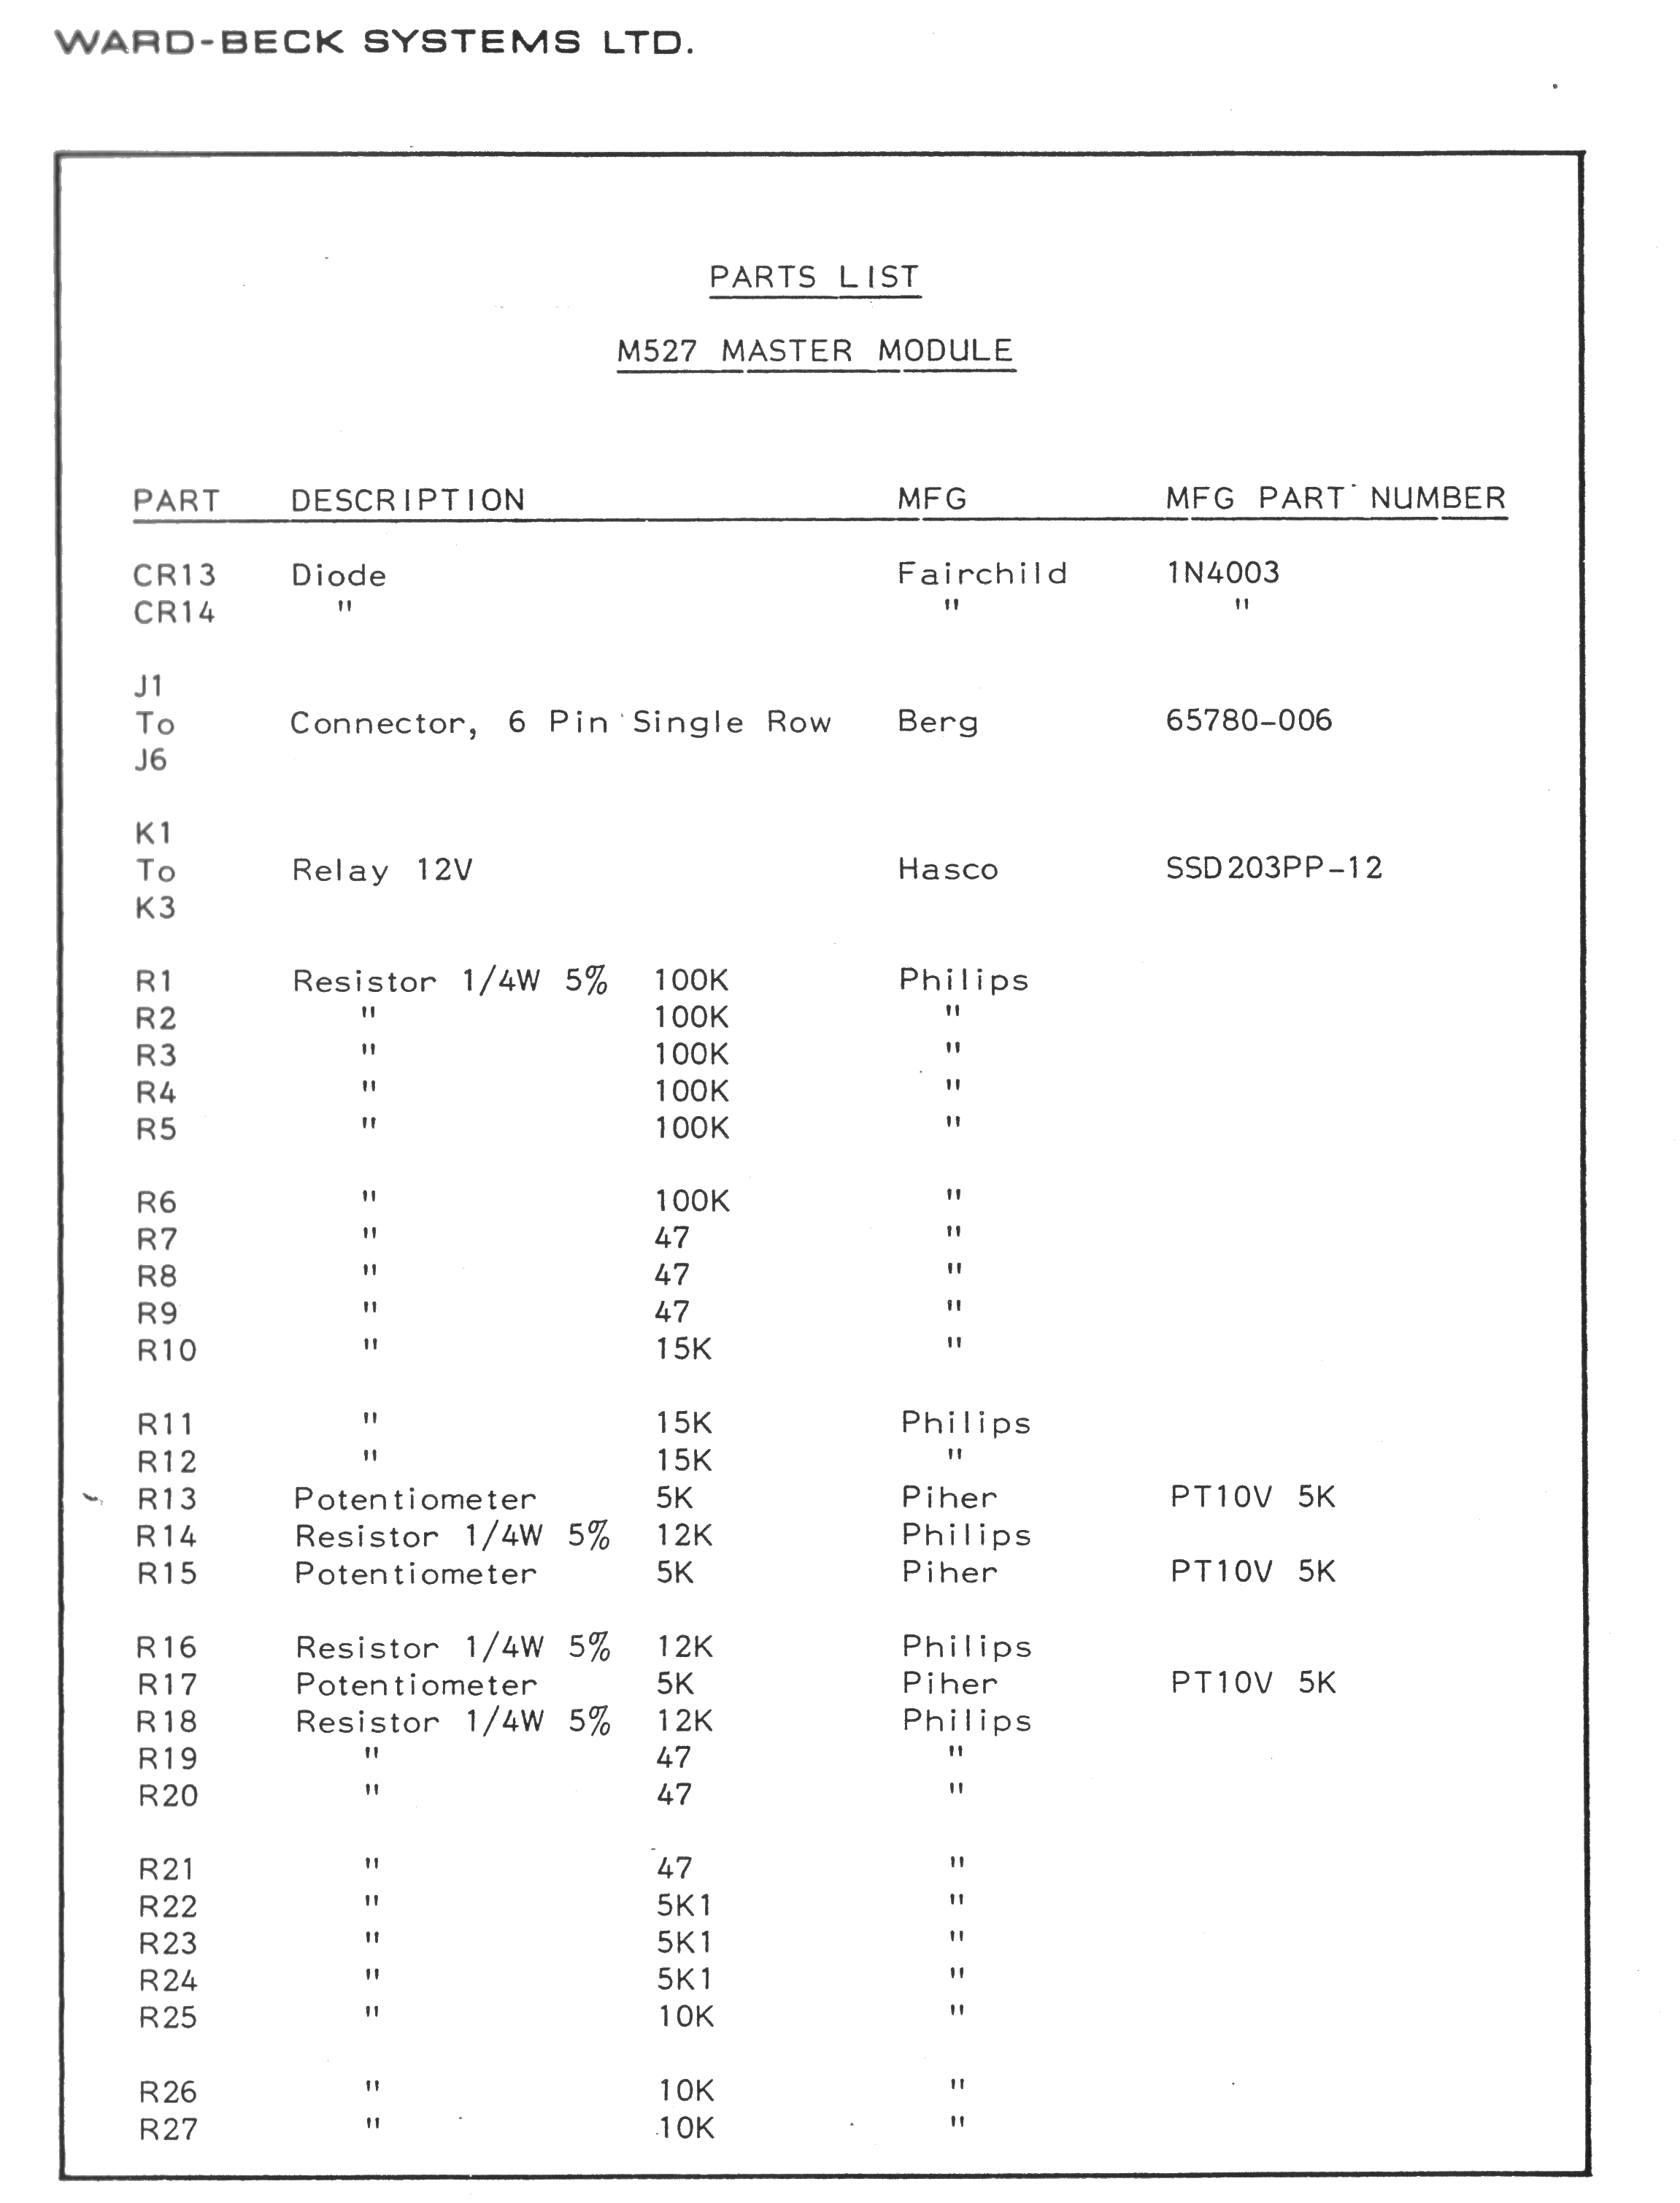 WARD-BECK SYSTEMS LTD.
PARTS LIST
M527 MASTER MODULE
PART DESCRIPTION MFG MFG PART NUMBER
CR13 Diode Fairchild 1N4003
CR14 " " "
J1
To Connector, 6 Pin Single Row Berg 65780-006
J6
K1
To Relay 12V Hasco SSD203PP-12
K3
R1 Resistor 1/4W 5% 100K Philips
R2 " 100K "
R3 " 100K "
R4 " 100K "
R5 " 100K "
R6 " 100K "
R7 " 47 "
R8 " 47 "
R9 " 47 "
R10 " 15K "
R11 " 15K Philips
R12 " 15K "
R13 Potentiometer 5K Piher PT10V 5K
R14 Resistor 1/4W 5% 12K Philips
R15 Potentiometer 5K Piher PT10V 5K
R16 Resistor 1/4W 5% 12K Philips
R17 Potentiometer 5K Piher PT10V 5K
R18 Resistor 1/4W 5% 12K Philips
R19 " 47 "
R20 " 47 "
R21 " 47 "
R22 " 5K1 "
R23 " 5K1 "
R24 " 5K1 "
R25 " 10K "
R26 " 10K "
R27 " 10K "